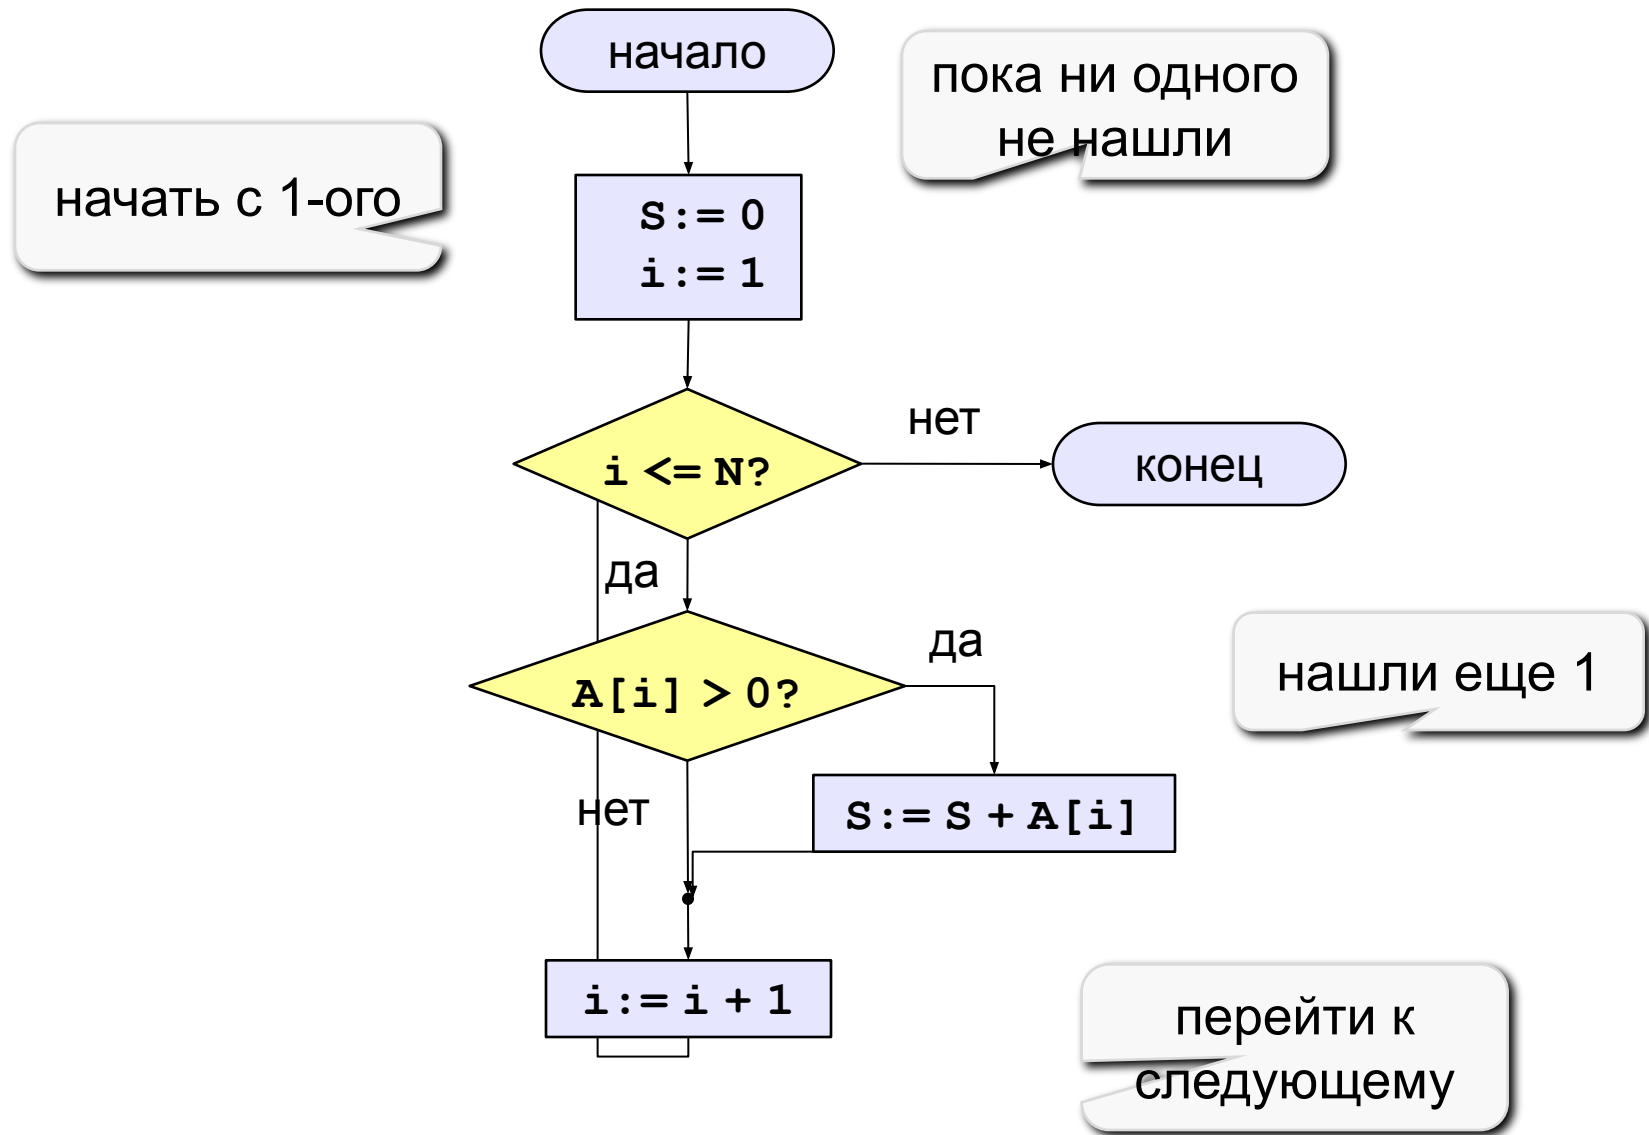 начало
пока ни одного
не нашли
начать с 1-ого
S:= 0
i:= 1
нет
i <= N?
конец
да
да
A[i] > 0?
нашли еще 1
нет
S:= S + A[i]
i:= i + 1
перейти к
следующему